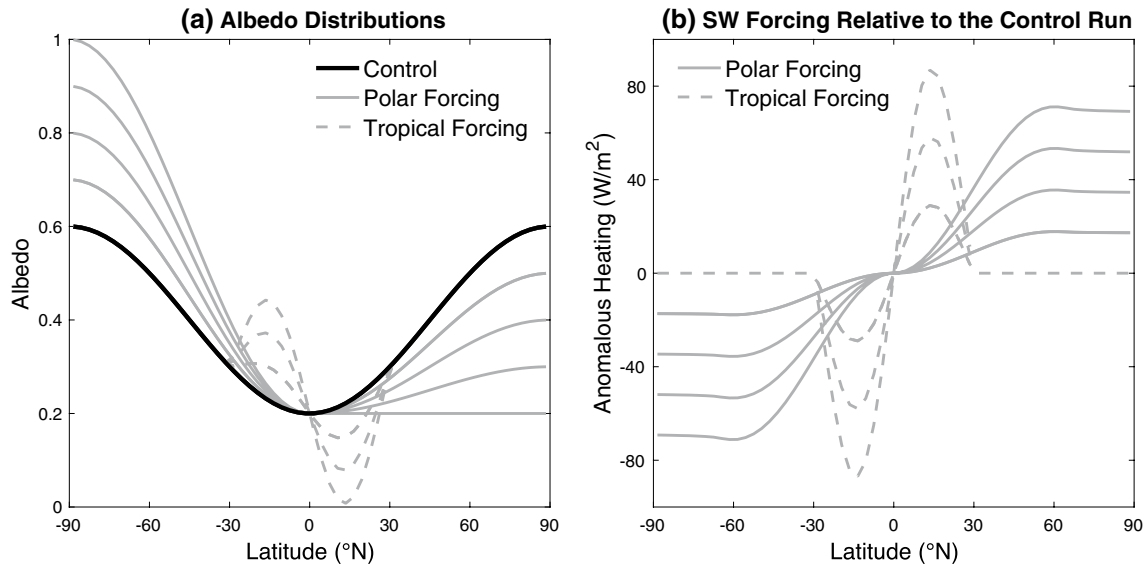 (a) Albedo Distributions
1
0.8
0.6
0.4
0.2
0
Albedo
Control
Polar Forcing
Tropical Forcing
-90 -60 -30 0 30 60 90
Latitude (°N)
(b) SW Forcing Relative to the Control Run
80
40
0
-40
-80
Anomalous Heating (W/m²)
Polar Forcing
Tropical Forcing
-90 -60 -30 0 30 60 90
Latitude (°N)